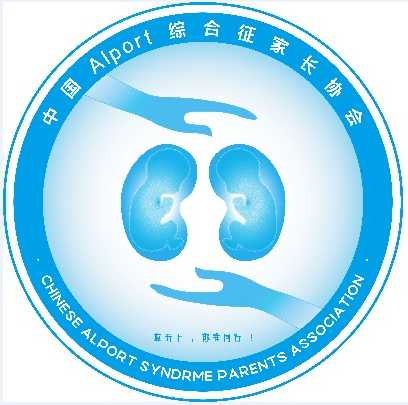 中国 Alport 综合征家长协会
CHINESE ALPORT SYNDRME PARENTS ASSOCIATION